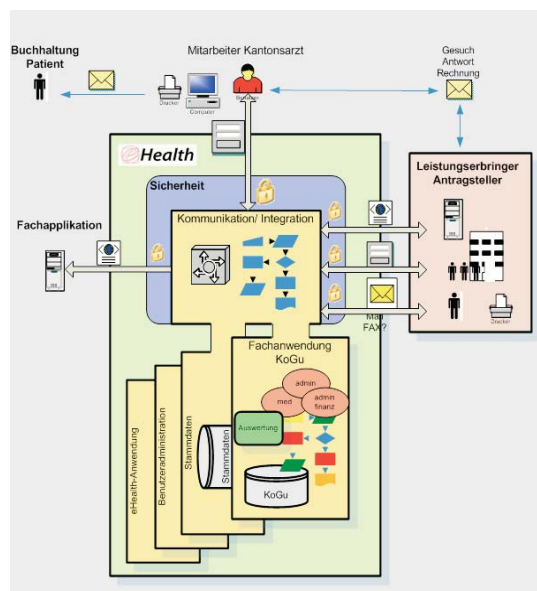 Buchhaltung
Patient
Mitarbeiter Kantonsarzt
Gesuch
Antwort
Rechnung
Drucker
Computer
eHealth
Leistungserbringer
Antragsteller
Sicherheit
Kommunikation/ Integration
Fachapplikation
Mail
FAX?
Drucker
Fachanwendung
KoGu
admin
med
admin
finanz
Auswertung
eHealth-Anwendung
Benutzeradministration
Stammdaten
Stammdaten
KoGu